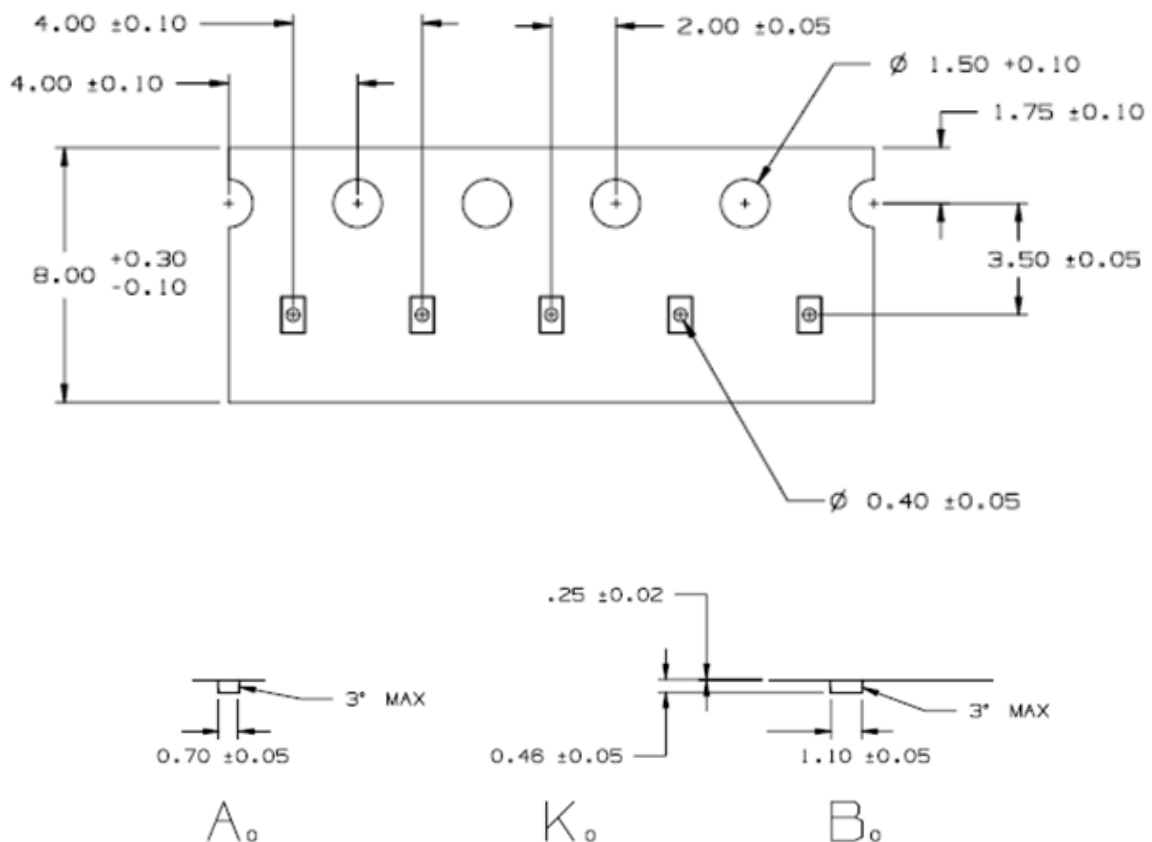 4.00 ±0.10
2.00 ±0.05
4.00 ±0.10
Ø 1.50 +0.10
1.75 ±0.10
8.00 +0.30
-0.10
3.50 ±0.05
Ø 0.40 ±0.05
.25 ±0.02
3° MAX
3° MAX
0.70 ±0.05
0.46 ±0.05
1.10 ±0.05
A₀
K₀
B₀